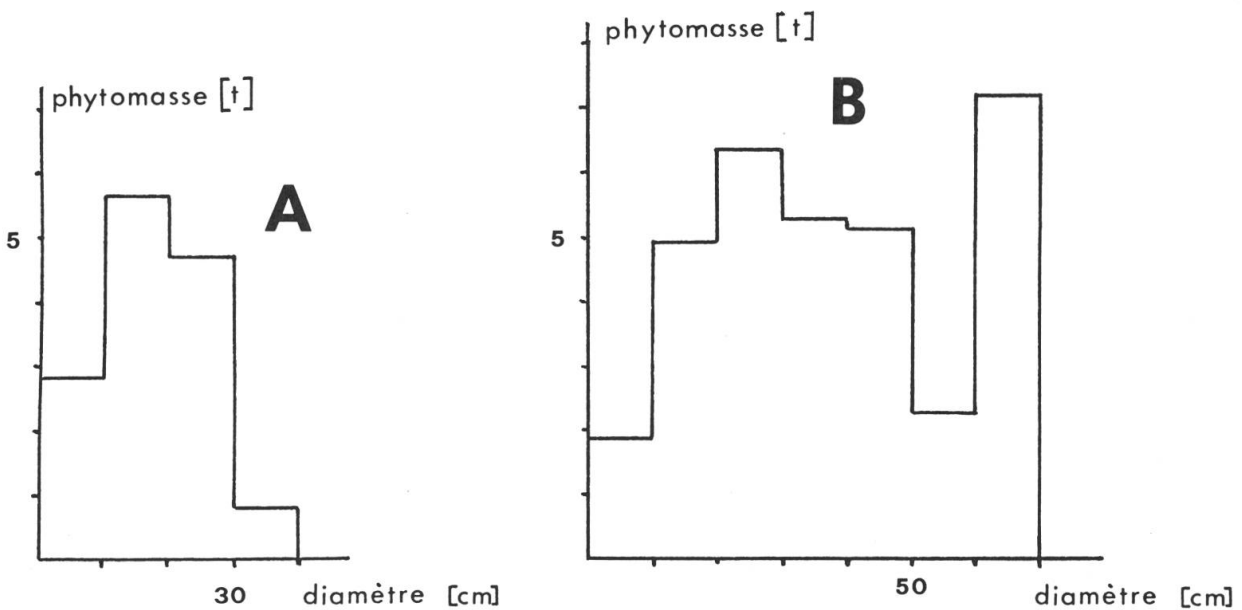 phytomasse [t]
A
5
30 diamètre [cm]
phytomasse [t]
B
5
50 diamètre [cm]